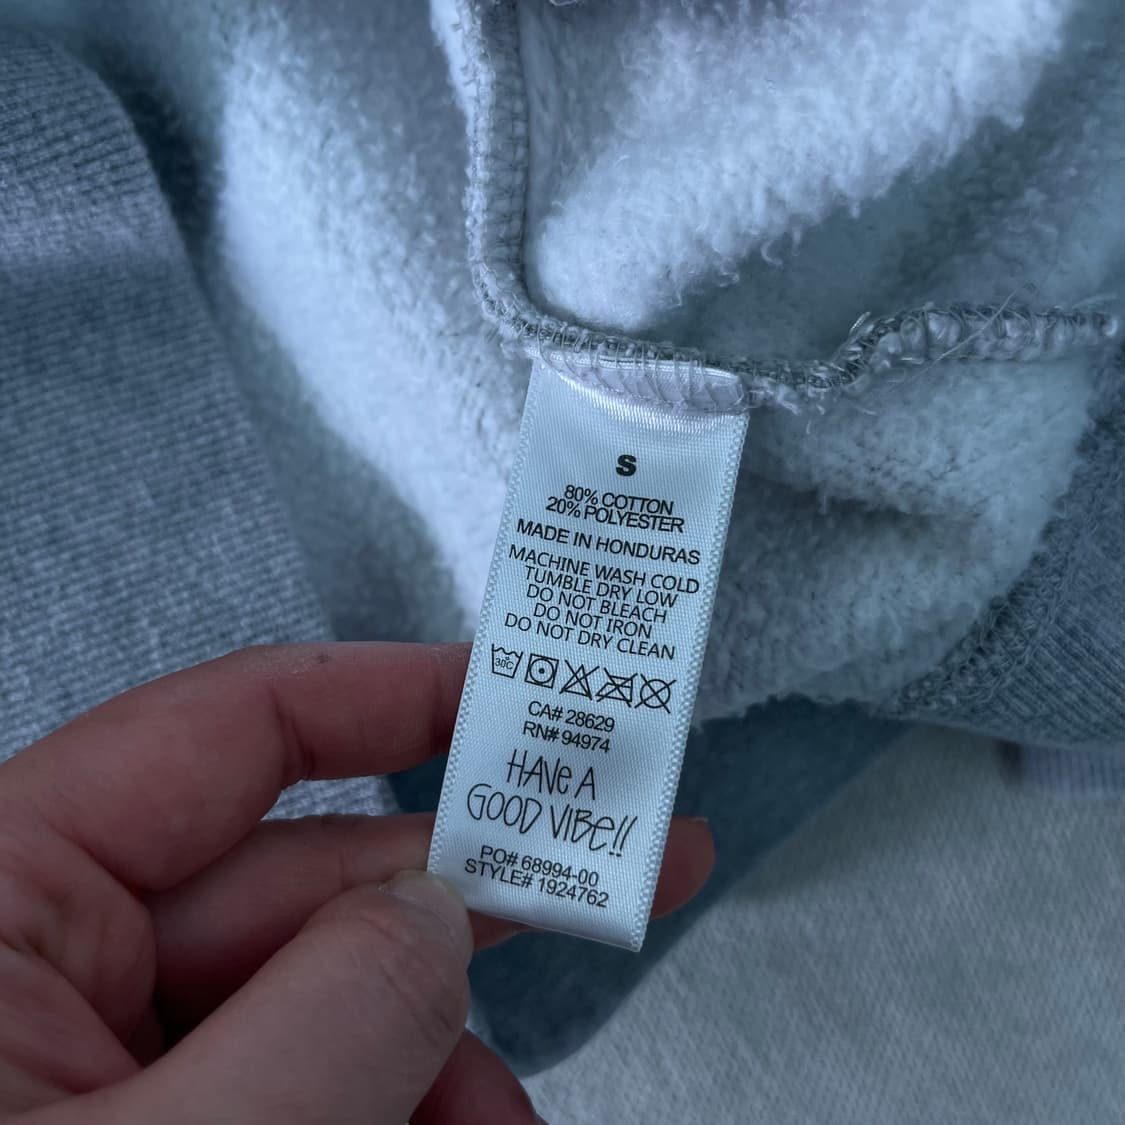 S
80% COTTON
20% POLYESTER
MADE IN HONDURAS
MACHINE WASH COLD
TUMBLE DRY LOW
DO NOT BLEACH
DO NOT IRON
DO NOT DRY CLEAN
30C
CA# 28629
RN# 94974
HAVe A
GOOD VIBe!!
PO# 68994-00
STYLE# 1924762